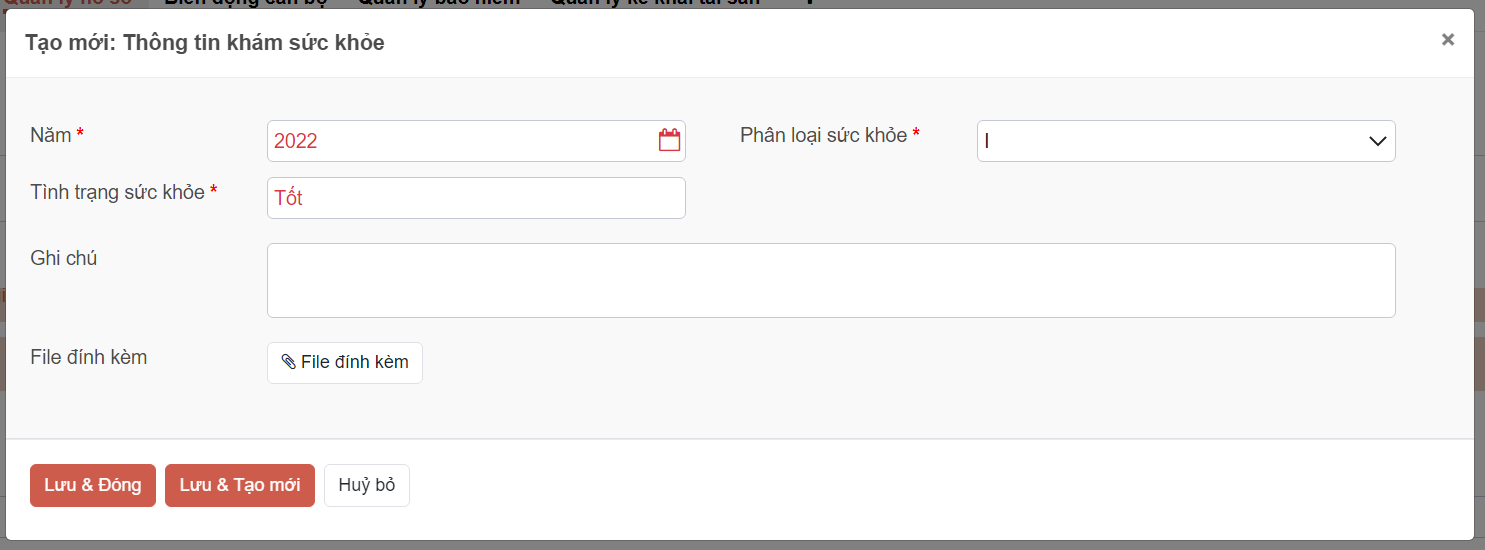 Tạo mới: Thông tin khám sức khỏe
×
Năm *
2022
Phân loại sức khỏe *
I
Tình trạng sức khỏe *
Tốt
Ghi chú
File đính kèm
File đính kèm
Lưu & Đóng
Lưu & Tạo mới
Huỷ bỏ